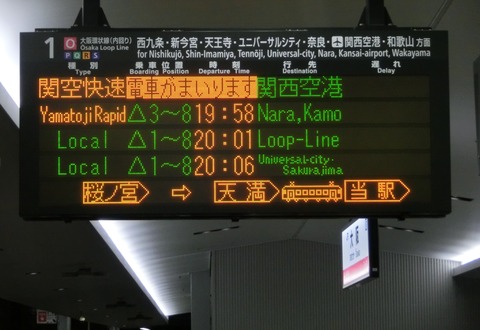 1 O 大阪環状線(内回り) 西九条・新今宮・天王寺・ユニバーサルシティ・奈良・関西空港・和歌山 方面
Osaka Loop Line for Nishikujō, Shin-Imamiya, Tennōji, Universal-city, Nara, Kansai-airport, Wakayama
P Q R S
種別 乗車位置 時刻 行先 遅れ
Type Boarding Position Departure Time Destination Delay
関空快速 電車がまいります 関西空港
Yamatoji Rapid △3～8 19:58 Nara,Kamo
Local △1～8 20:01 Loop-Line
Local △1～8 20:06 Universal-city・Sakurajima
桜ノ宮 ⇨ 天満 当駅
大阪